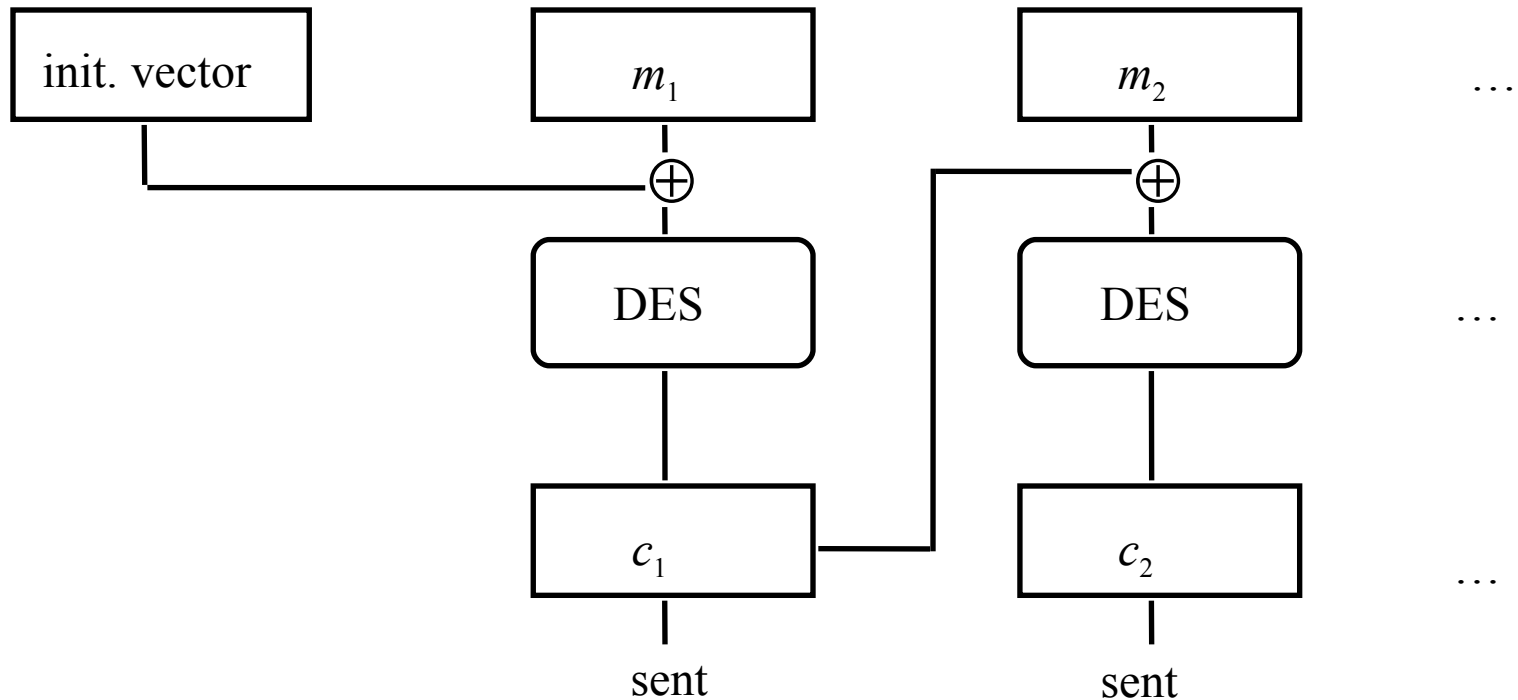 init. vector m₁ m₂ …
DES DES …
c₁ c₂ …
sent sent